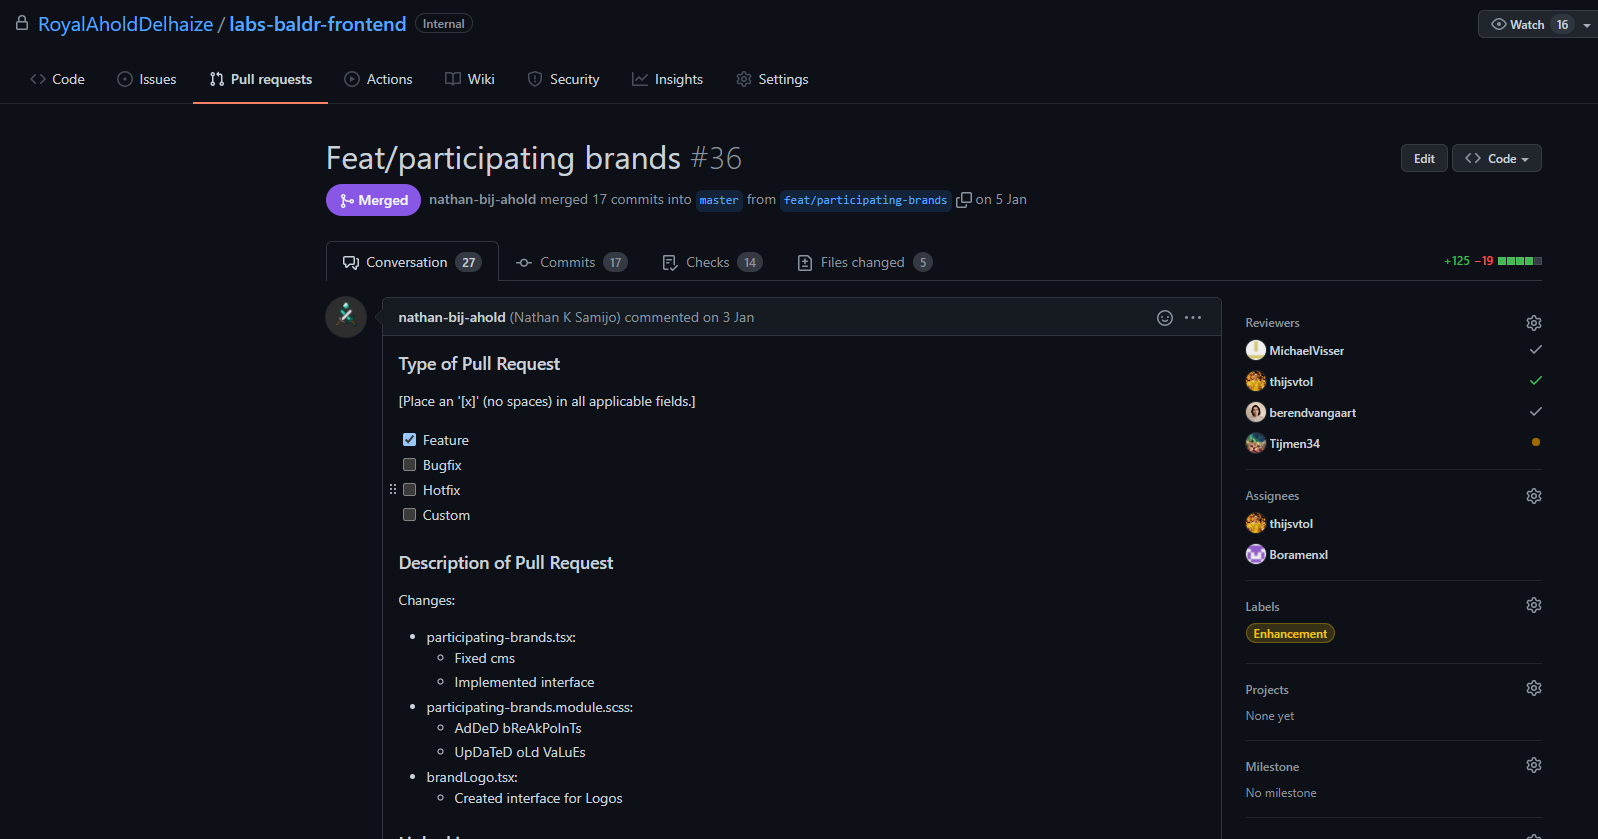 RoyalAholdDelhaize / labs-baldr-frontend Internal
Watch 16
Code Issues Pull requests Actions Wiki Security Insights Settings
Feat/participating brands #36
Edit Code
Merged nathan-bij-ahold merged 17 commits into master from feat/participating-brands on 5 Jan
Conversation 27 Commits 17 Checks 14 Files changed 5
+125 −19
nathan-bij-ahold (Nathan K Samijo) commented on 3 Jan
Type of Pull Request
[Place an '[x]' (no spaces) in all applicable fields.]
Feature
Bugfix
Hotfix
Custom
Description of Pull Request
Changes:
participating-brands.tsx:
Fixed cms
Implemented interface
participating-brands.module.scss:
AdDeD bReAkPoInTs
UpDaTeD oLd VaLuEs
brandLogo.tsx:
Created interface for Logos
Reviewers
MichaelVisser
thijsvtol
berendvangaart
Tijmen34
Assignees
thijsvtol
Boramenxl
Labels
Enhancement
Projects
None yet
Milestone
No milestone